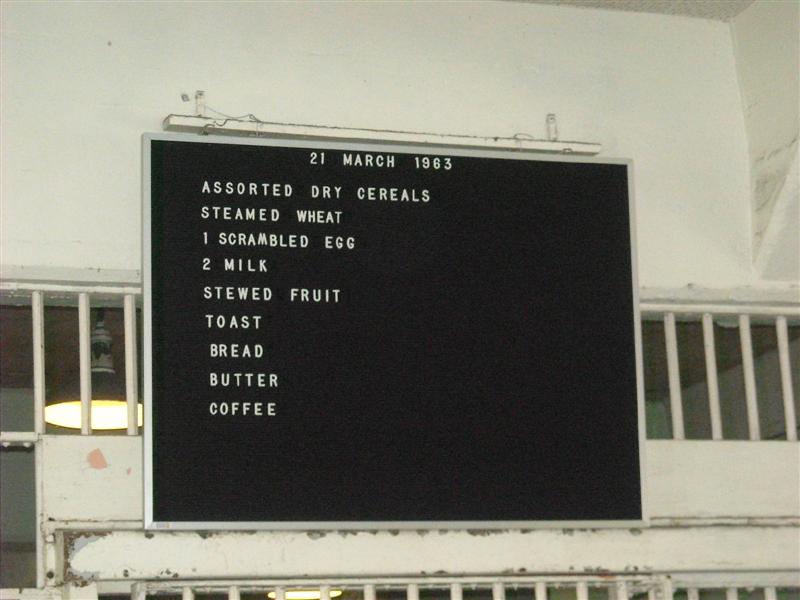 21 MARCH 1963
ASSORTED DRY CEREALS
STEAMED WHEAT
1 SCRAMBLED EGG
2 MILK
STEWED FRUIT
TOAST
BREAD
BUTTER
COFFEE